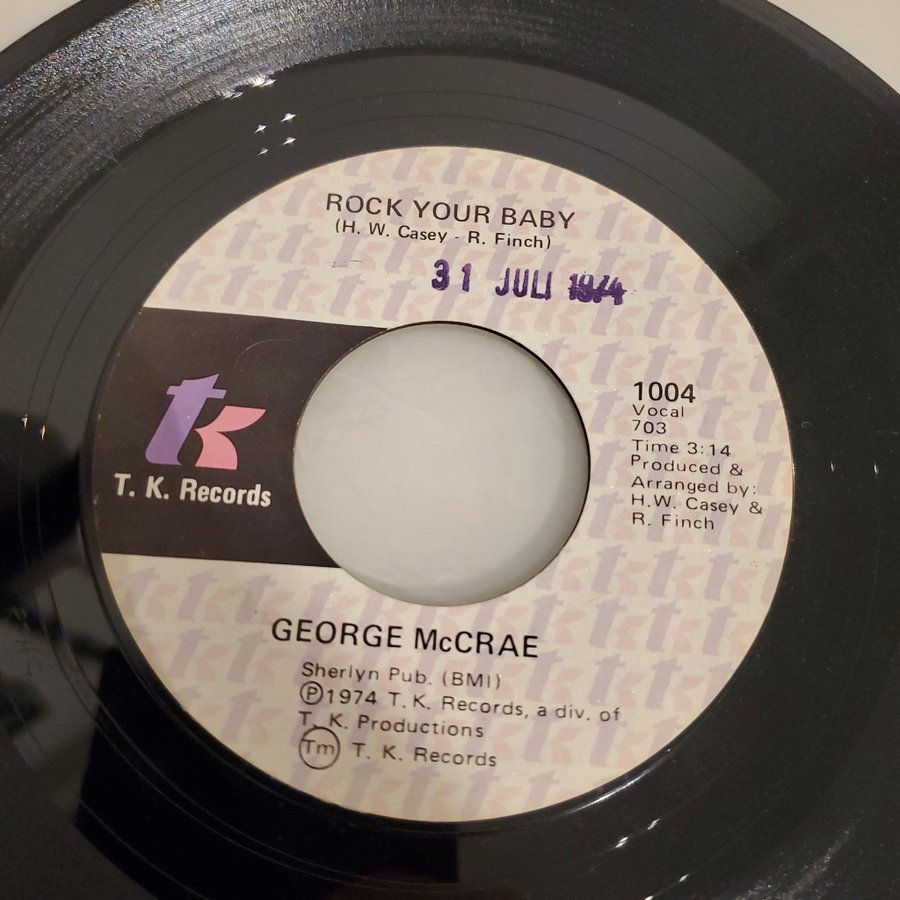 ROCK YOUR BABY
(H. W. Casey - R. Finch)
31 JULI 1974
1004
Vocal
703
Time 3:14
Produced &
Arranged by:
H.W. Casey &
R. Finch
tk
T. K. Records
GEORGE McCRAE
Sherlyn Pub. (BMI)
Ⓟ1974 T. K. Records, a div. of
T. K. Productions
Tm T. K. Records